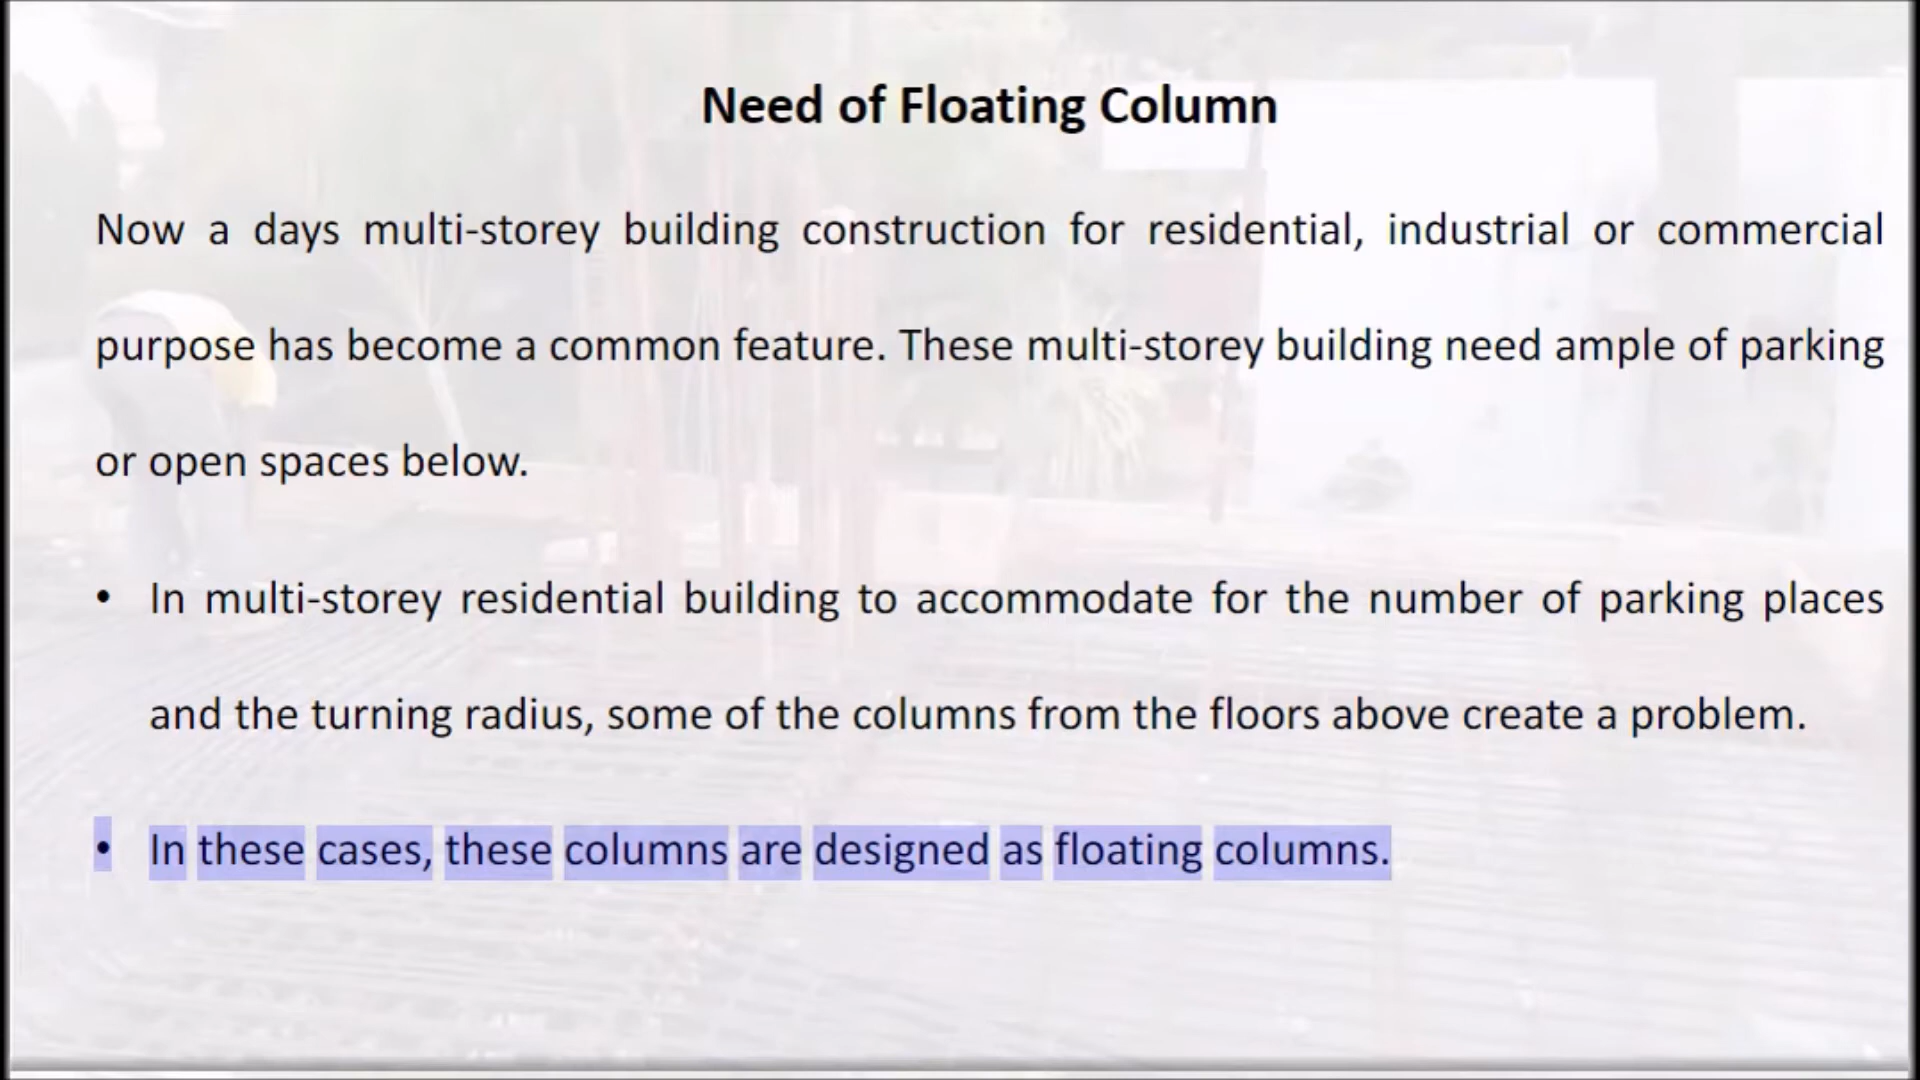 Need of Floating Column
Now a days multi-storey building construction for residential, industrial or commercial
purpose has become a common feature. These multi-storey building need ample of parking
or open spaces below.
• In multi-storey residential building to accommodate for the number of parking places
and the turning radius, some of the columns from the floors above create a problem.
• In these cases, these columns are designed as floating columns.